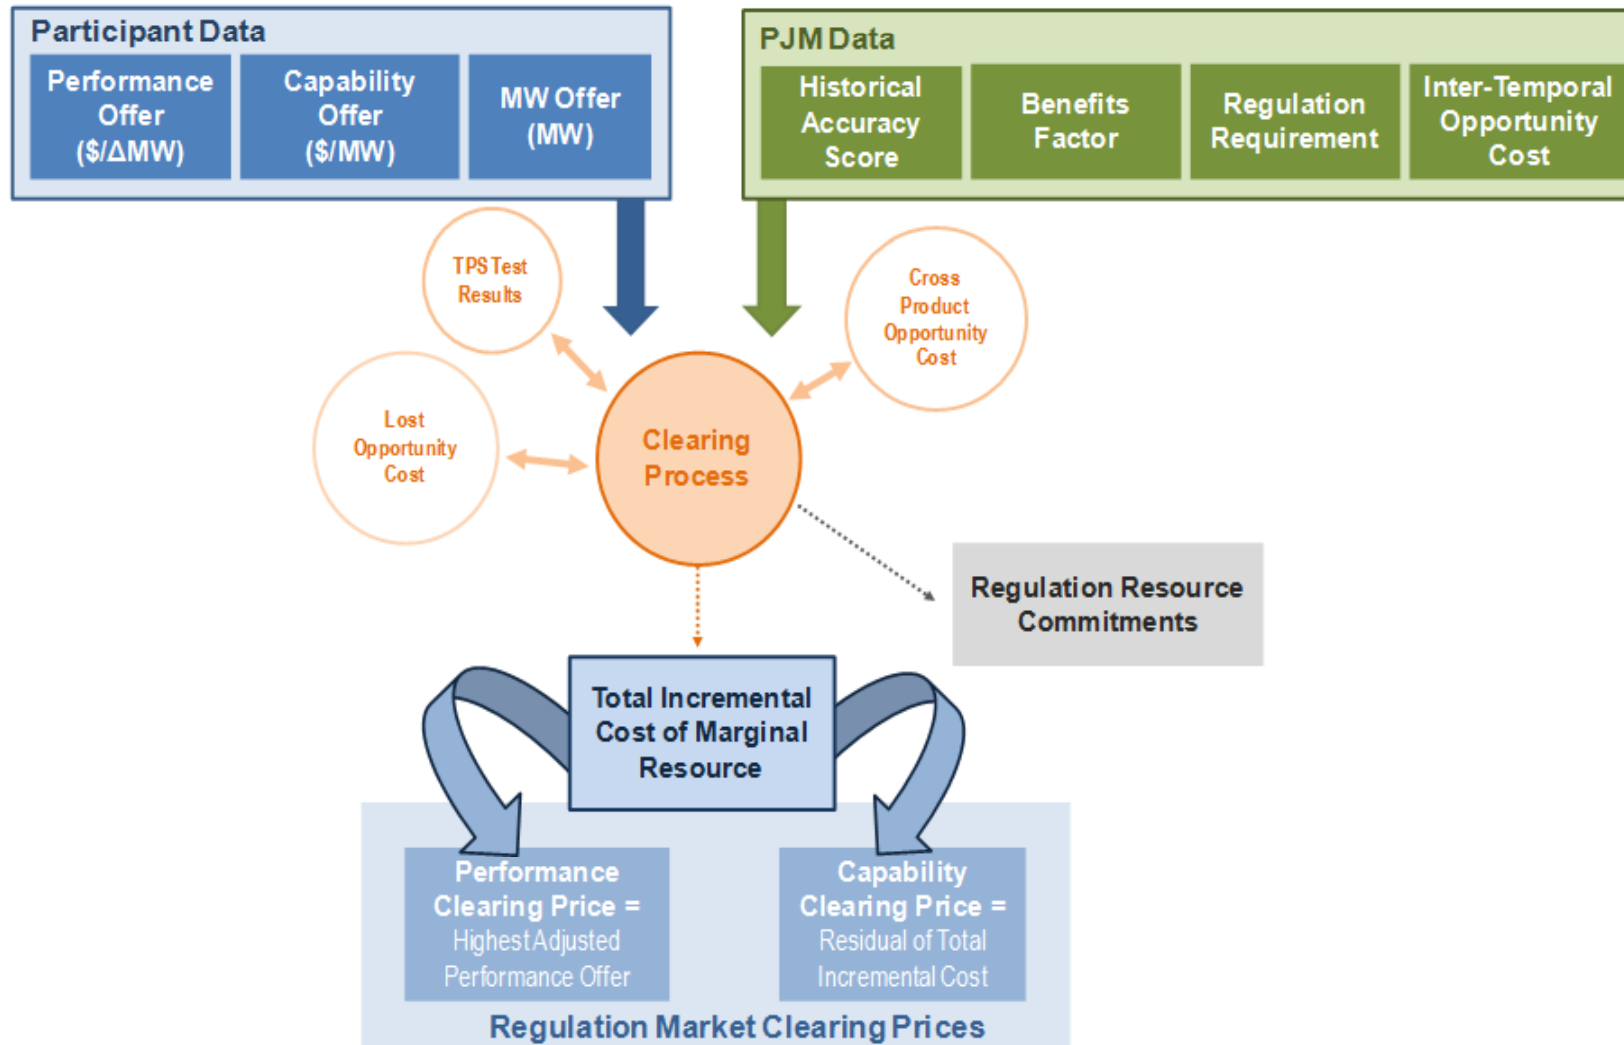 Participant Data
Performance
Offer
($/ΔMW)
Capability
Offer
($/MW)
MW Offer
(MW)
PJM Data
Historical
Accuracy
Score
Benefits
Factor
Regulation
Requirement
Inter-Temporal
Opportunity
Cost
TPS Test
Results
Cross
Product
Opportunity
Cost
Lost
Opportunity
Cost
Clearing
Process
Regulation Resource
Commitments
Total Incremental
Cost of Marginal
Resource
Performance
Clearing Price =
Highest Adjusted
Performance Offer
Capability
Clearing Price =
Residual of Total
Incremental Cost
Regulation Market Clearing Prices